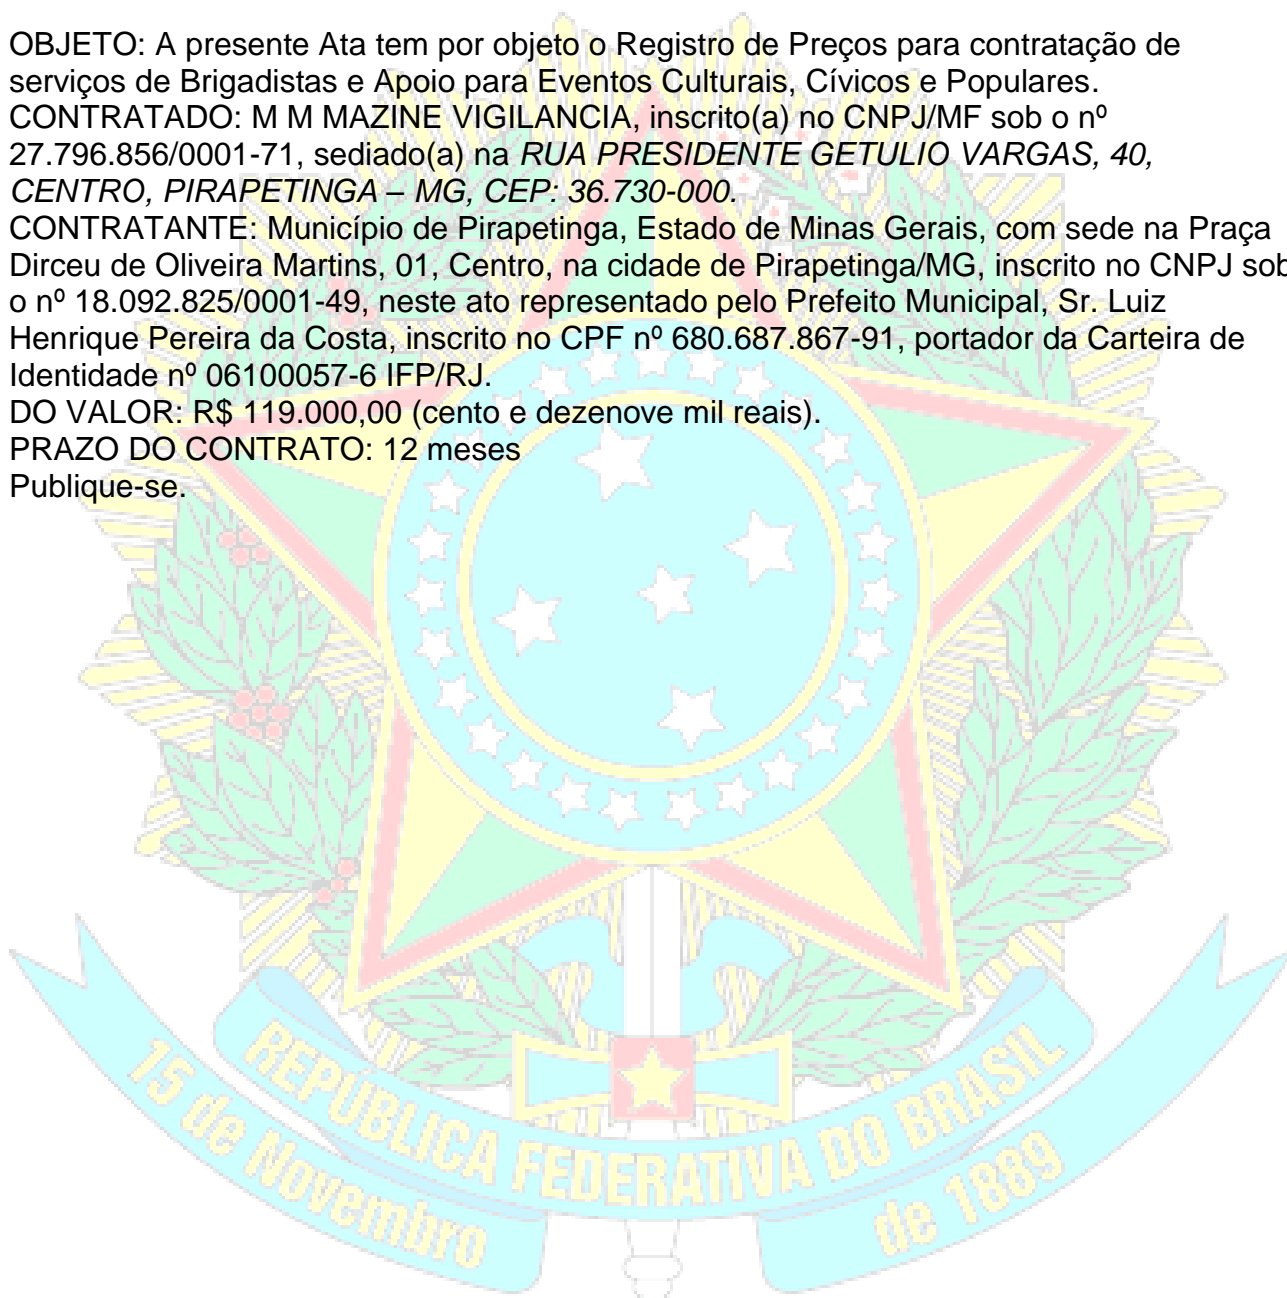 OBJETO: A presente Ata tem por objeto o Registro de Preços para contratação de
serviços de Brigadistas e Apoio para Eventos Culturais, Cívicos e Populares.
CONTRATADO: M M MAZINE VIGILANCIA, inscrito(a) no CNPJ/MF sob o nº
27.796.856/0001-71, sediado(a) na RUA PRESIDENTE GETULIO VARGAS, 40,
CENTRO, PIRAPETINGA – MG, CEP: 36.730-000.
CONTRATANTE: Município de Pirapetinga, Estado de Minas Gerais, com sede na Praça
Dirceu de Oliveira Martins, 01, Centro, na cidade de Pirapetinga/MG, inscrito no CNPJ sob
o nº 18.092.825/0001-49, neste ato representado pelo Prefeito Municipal, Sr. Luiz
Henrique Pereira da Costa, inscrito no CPF nº 680.687.867-91, portador da Carteira de
Identidade nº 06100057-6 IFP/RJ.
DO VALOR: R$ 119.000,00 (cento e dezenove mil reais).
PRAZO DO CONTRATO: 12 meses
Publique-se.
REPÚBLICA FEDERATIVA DO BRASIL
15 de Novembro
de 1889